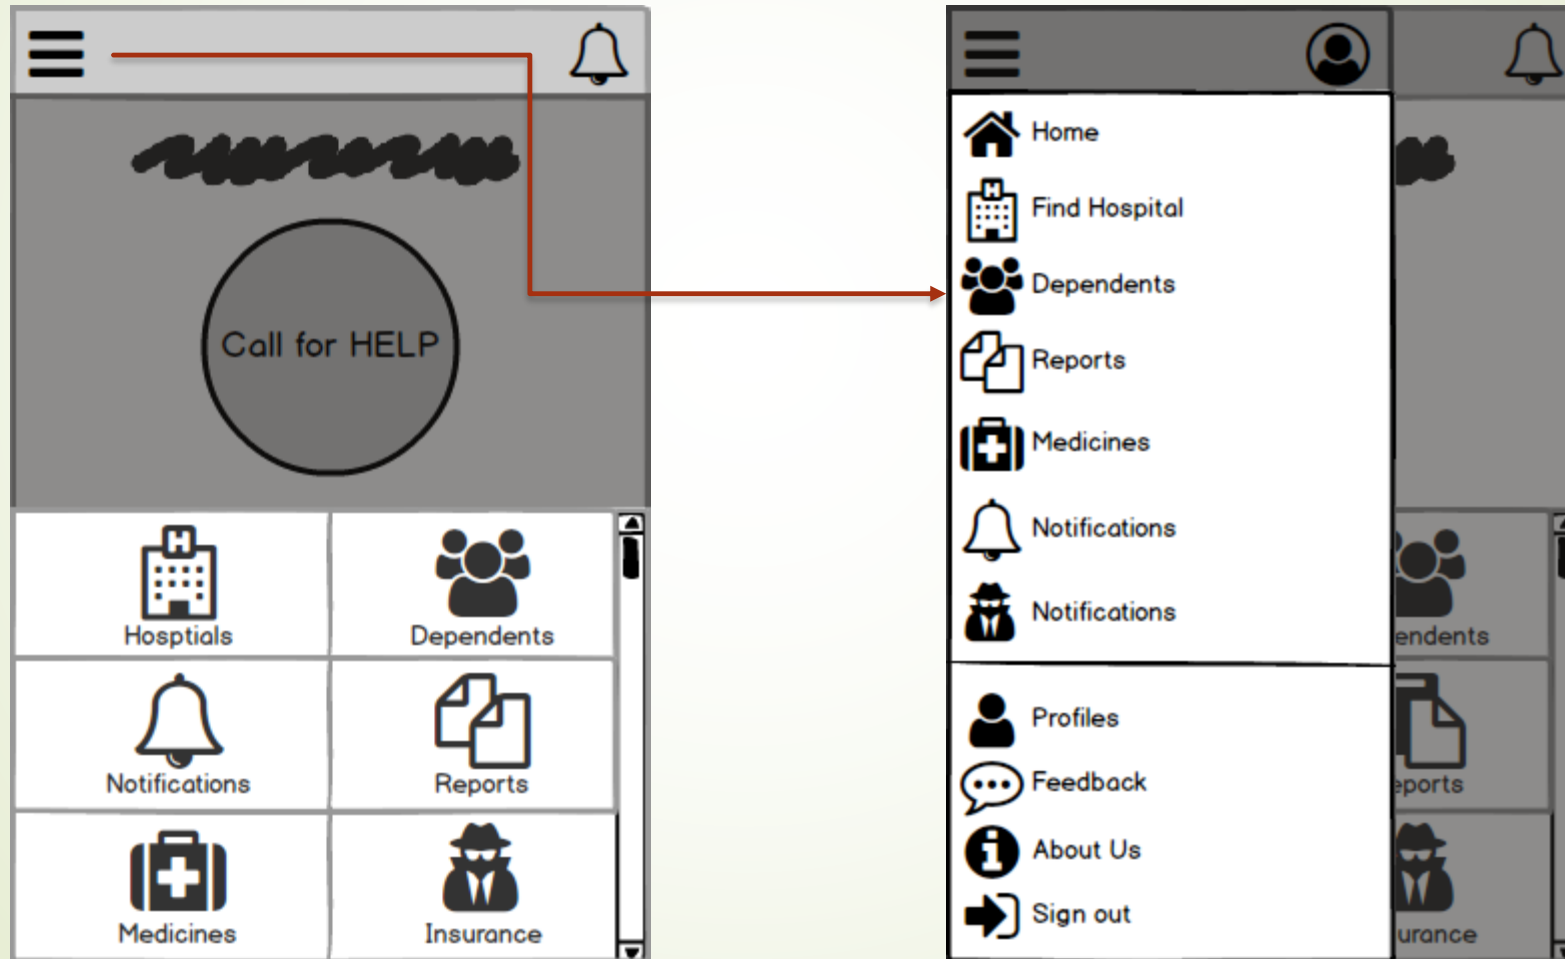 Call for HELP
Hosptials
Dependents
Notifications
Reports
Medicines
Insurance
Home
Find Hospital
Dependents
Reports
Medicines
Notifications
Notifications
Profiles
Feedback
About Us
Sign out
endents
eports
urance